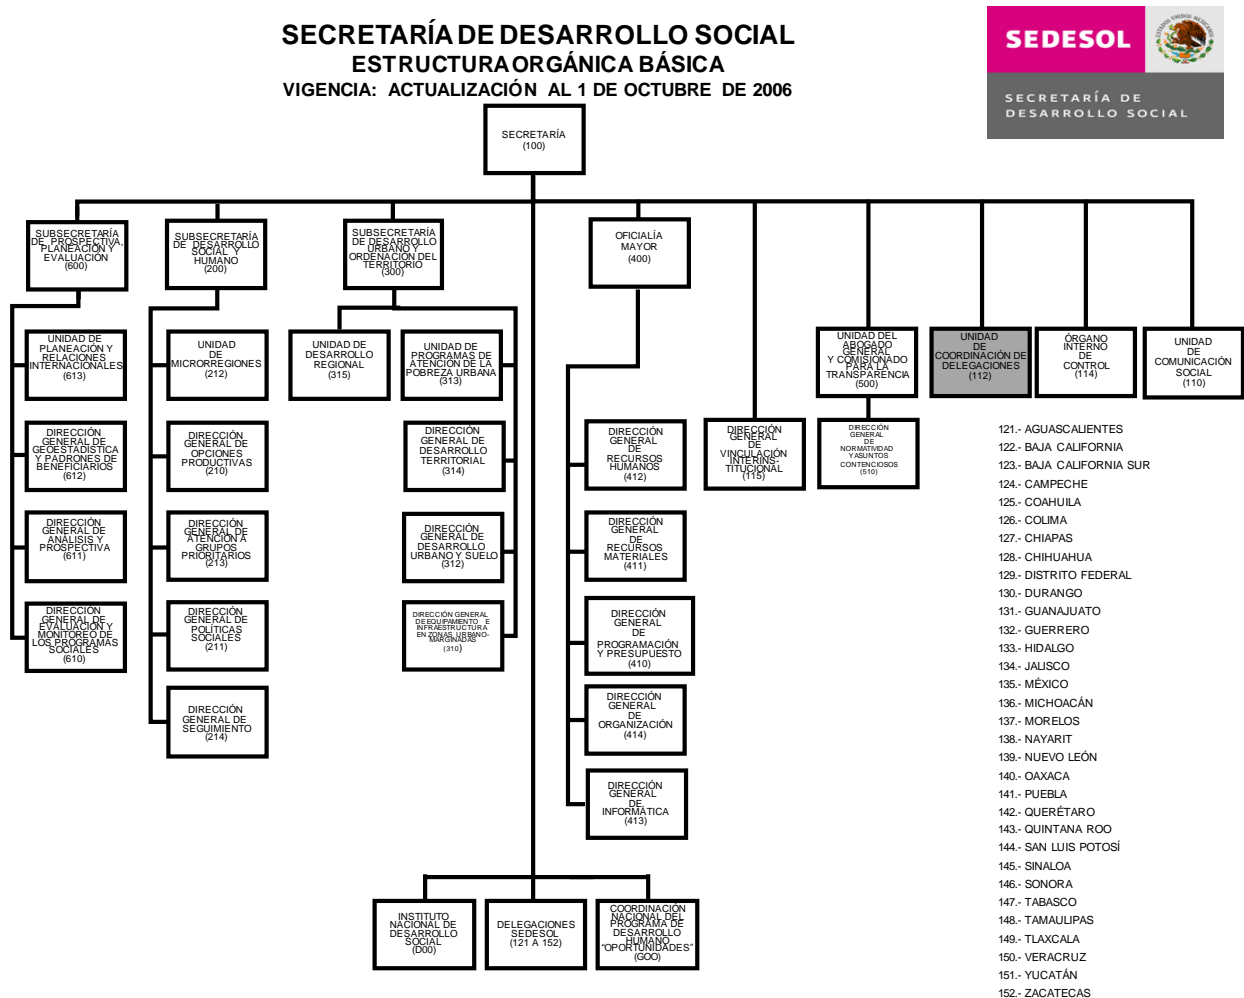 SECRETARÍA DE DESARROLLO SOCIAL
ESTRUCTURA ORGÁNICA BÁSICA
VIGENCIA: ACTUALIZACIÓN AL 1 DE OCTUBRE DE 2006
SEDESOL
ESTADOS UNIDOS MEXICANOS
SECRETARÍA DE
DESARROLLO SOCIAL
SECRETARÍA
(100)
SUBSECRETARÍA
DE PROSPECTIVA,
PLANEACIÓN Y
EVALUACIÓN
(600)
SUBSECRETARÍA
DE DESARROLLO
SOCIAL Y
HUMANO
(200)
SUBSECRETARÍA
DE DESARROLLO
URBANO Y
ORDENACIÓN DEL
TERRITORIO
(300)
OFICIALÍA
MAYOR
(400)
UNIDAD DE
PLANEACIÓN Y
RELACIONES
INTERNACIONALES
(613)
UNIDAD
DE
MICRORREGIONES
(212)
UNIDAD DE
DESARROLLO
REGIONAL
(315)
UNIDAD DE
PROGRAMAS DE
ATENCIÓN DE LA
POBREZA URBANA
(313)
UNIDAD DEL
ABOGADO
GENERAL
Y COMISIONADO
PARA LA
TRANSPARENCIA
(500)
UNIDAD
DE
COORDINACIÓN DE
DELEGACIONES
(112)
ÓRGANO
INTERNO
DE
CONTROL
(114)
UNIDAD
DE
COMUNICACIÓN
SOCIAL
(110)
DIRECCIÓN
GENERAL DE
GEOESTADÍSTICA
Y PADRONES DE
BENEFICIARIOS
(612)
DIRECCIÓN
GENERAL DE
OPCIONES
PRODUCTIVAS
(210)
DIRECCIÓN
GENERAL DE
DESARROLLO
TERRITORIAL
(314)
DIRECCIÓN
GENERAL
DE
RECURSOS
HUMANOS
(412)
DIRECCIÓN
GENERAL
DE
VINCULACIÓN
INTERINS-
TITUCIONAL
(115)
DIRECCIÓN
GENERAL
DE
NORMATIVIDAD
Y ASUNTOS
CONTENCIOSOS
(510)
DIRECCIÓN
GENERAL DE
ANÁLISIS Y
PROSPECTIVA
(611)
DIRECCIÓN
GENERAL DE
ATENCIÓN A
GRUPOS
PRIORITARIOS
(213)
DIRECCIÓN
GENERAL DE
DESARROLLO
URBANO Y SUELO
(312)
DIRECCIÓN
GENERAL
DE
RECURSOS
MATERIALES
(411)
DIRECCIÓN
GENERAL DE
EVALUACIÓN Y
MONITOREO DE
LOS PROGRAMAS
SOCIALES
(610)
DIRECCIÓN
GENERAL DE
POLÍTICAS
SOCIALES
(211)
DIRECCIÓN GENERAL
DE EQUIPAMIENTO E
INFRAESTRUCTURA
EN ZONAS URBANO-
MARGINADAS
(310)
DIRECCIÓN
GENERAL
DE
PROGRAMACIÓN
Y PRESUPUESTO
(410)
DIRECCIÓN
GENERAL DE
SEGUIMIENTO
(214)
DIRECCIÓN
GENERAL
DE
ORGANIZACIÓN
(414)
DIRECCIÓN
GENERAL
DE
INFORMÁTICA
(413)
INSTITUTO
NACIONAL DE
DESARROLLO
SOCIAL
(D00)
DELEGACIONES
SEDESOL
(121 A 152)
COORDINACIÓN
NACIONAL DEL
PROGRAMA DE
DESARROLLO
HUMANO
"OPORTUNIDADES"
(GOO)
121.- AGUASCALIENTES
122.- BAJA CALIFORNIA
123.- BAJA CALIFORNIA SUR
124.- CAMPECHE
125.- COAHUILA
126.- COLIMA
127.- CHIAPAS
128.- CHIHUAHUA
129.- DISTRITO FEDERAL
130.- DURANGO
131.- GUANAJUATO
132.- GUERRERO
133.- HIDALGO
134.- JALISCO
135.- MÉXICO
136.- MICHOACÁN
137.- MORELOS
138.- NAYARIT
139.- NUEVO LEÓN
140.- OAXACA
141.- PUEBLA
142.- QUERÉTARO
143.- QUINTANA ROO
144.- SAN LUIS POTOSÍ
145.- SINALOA
146.- SONORA
147.- TABASCO
148.- TAMAULIPAS
149.- TLAXCALA
150.- VERACRUZ
151.- YUCATÁN
152.- ZACATECAS